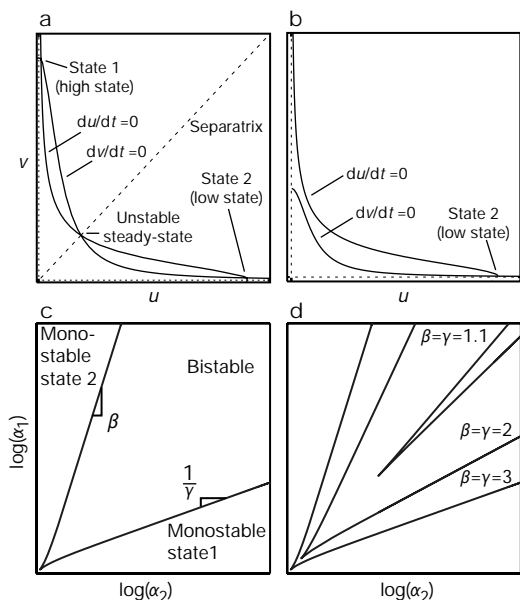 a
State 1
(high state)
du/dt=0
dv/dt=0
Separatrix
State 2
(low state)
Unstable
steady-state
v
u
b
du/dt=0
dv/dt=0
State 2
(low state)
u
c
Mono-
stable
state 2
Bistable
β
1
γ
Monostable
state1
log(α₁)
log(α₂)
d
β=γ=1.1
β=γ=2
β=γ=3
log(α₂)